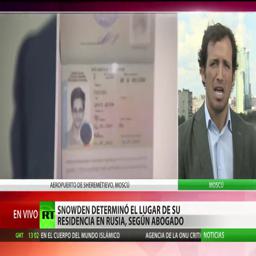 AEROPUERTO DE SHEREMÉTIEVO, MOSCÚ
MOSCÚ
EN VIVO
RT
SNOWDEN DETERMINÓ EL LUGAR DE SU
RESIDENCIA EN RUSIA, SEGÚN ABOGADO
GMT 13:02 EN EL CUERPO DEL MUNDO ISLÁMICO AGENCIA DE LA ONU CRITI NOTICIAS